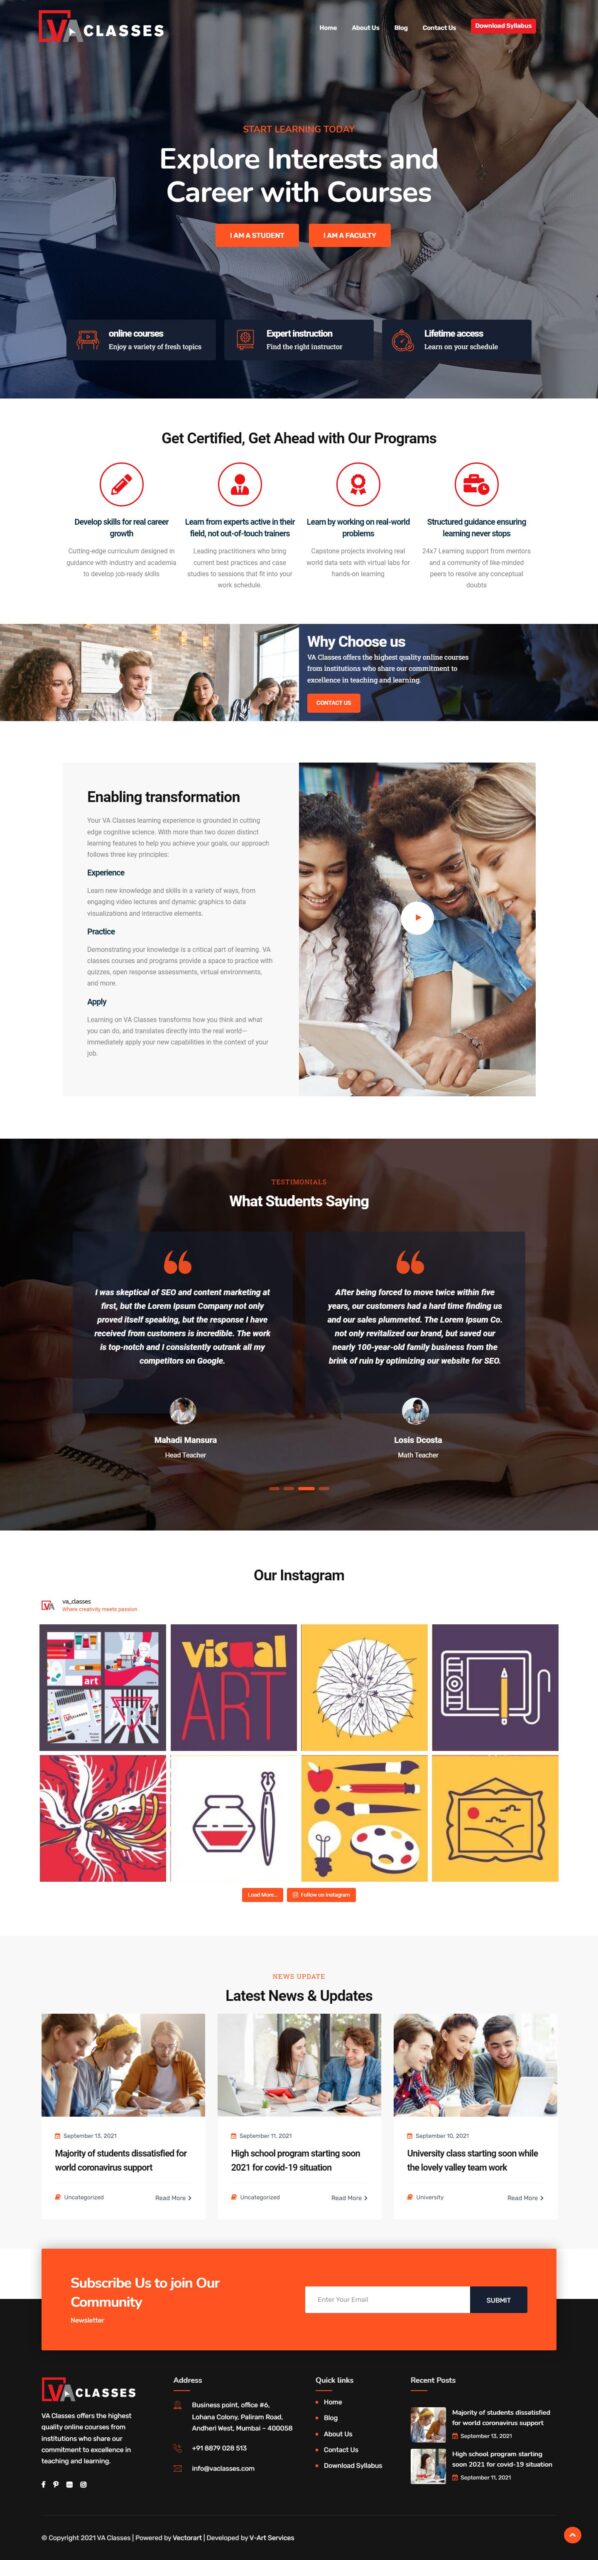 VA CLASSES
Home About Us Blog Contact Us Download Syllabus
START LEARNING TODAY
Explore Interests and
Career with Courses
I AM A STUDENT I AM A FACULTY
online courses
Enjoy a variety of fresh topics
Expert instruction
Find the right instructor
Lifetime access
Learn on your schedule
Get Certified, Get Ahead with Our Programs
Develop skills for real career
growth
Cutting-edge curriculum designed in
guidance with industry and academia
to develop job-ready skills
Learn from experts active in their
field, not out-of-touch trainers
Leading practitioners who bring
current best practices and case
studies to sessions that fit into your
work schedule.
Learn by working on real-world
problems
Capstone projects involving real
world data sets with virtual labs for
hands-on learning
Structured guidance ensuring
learning never stops
24x7 Learning support from mentors
and a community of like-minded
peers to resolve any conceptual
doubts
Why Choose us
VA Classes offers the highest quality online courses
from institutions who share our commitment to
excellence in teaching and learning.
CONTACT US
Enabling transformation
Your VA Classes learning experience is grounded in cutting
edge cognitive science. With more than two dozen distinct
learning features to help you achieve your goals, our approach
follows three key principles:
Experience
Learn new knowledge and skills in a variety of ways, from
engaging video lectures and dynamic graphics to data
visualizations and interactive elements.
Practice
Demonstrating your knowledge is a critical part of learning. VA
classes courses and programs provide a space to practice with
quizzes, open response assessments, virtual environments,
and more.
Apply
Learning on VA Classes transforms how you think and what
you can do, and translates directly into the real world—
immediately apply your new capabilities in the context of your
job.
TESTIMONIALS
What Students Saying
I was skeptical of SEO and content marketing at
first, but the Lorem Ipsum Company not only
proved itself speaking, but the response I have
received from customers is incredible. The work
is top-notch and I consistently outrank all my
competitors on Google.
Mahadi Mansura
Head Teacher
After being forced to move twice within five
years, our customers had a hard time finding us
and our sales plummeted. The Lorem Ipsum Co.
not only revitalized our brand, but saved our
nearly 100-year-old family business from the
brink of ruin by optimizing our website for SEO.
Losis Dcosta
Math Teacher
Our Instagram
VA
va_classes
Where creativity meets passion
art
visual
ART
Load More... Follow on Instagram
NEWS UPDATE
Latest News & Updates
September 13, 2021
Majority of students dissatisfied for
world coronavirus support
Uncategorized Read More
September 11, 2021
High school program starting soon
2021 for covid-19 situation
Uncategorized Read More
September 10, 2021
University class starting soon while
the lovely valley team work
University Read More
Subscribe Us to join Our
Community
Newsletter
Enter Your Email SUBMIT
VA CLASSES
VA Classes offers the highest
quality online courses from
institutions who share our
commitment to excellence in
teaching and learning.
Address
Business point, office #6,
Lohana Colony, Paliram Road,
Andheri West, Mumbai – 400058
+91 8879 028 513
info@vaclasses.com
Quick links
Home
Blog
About Us
Contact Us
Download Syllabus
Recent Posts
Majority of students dissatisfied
for world coronavirus support
September 13, 2021
High school program starting
soon 2021 for covid-19 situation
September 11, 2021
© Copyright 2021 VA Classes | Powered by Vectorart | Developed by V-Art Services